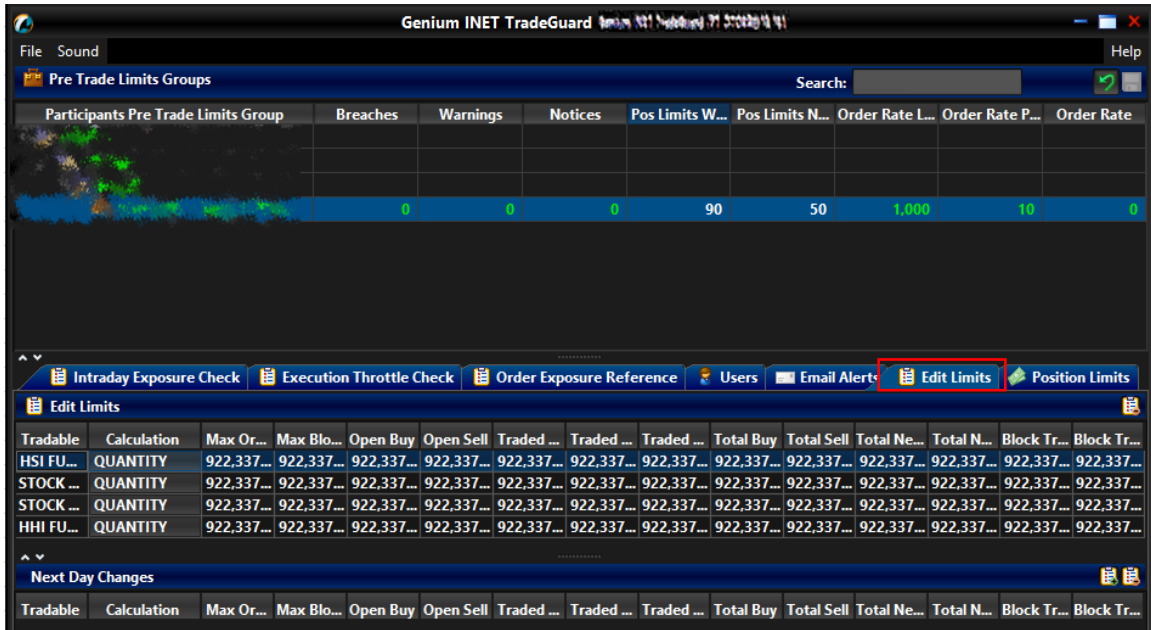 Genium INET TradeGuard
File Sound Help
Pre Trade Limits Groups Search:
Participants Pre Trade Limits Group Breaches Warnings Notices Pos Limits W... Pos Limits N... Order Rate L... Order Rate P... Order Rate
0 0 0 90 50 1,000 10 0
Intraday Exposure Check Execution Throttle Check Order Exposure Reference Users Email Alerts Edit Limits Position Limits
Edit Limits
Tradable Calculation Max Or... Max Blo... Open Buy Open Sell Traded ... Traded ... Traded ... Total Buy Total Sell Total Ne... Total N... Block Tr... Block Tr...
HSI FU... QUANTITY 922,337... 922,337... 922,337... 922,337... 922,337... 922,337... 922,337... 922,337... 922,337... 922,337... 922,337... 922,337... 922,337...
STOCK ... QUANTITY 922,337... 922,337... 922,337... 922,337... 922,337... 922,337... 922,337... 922,337... 922,337... 922,337... 922,337... 922,337... 922,337...
STOCK ... QUANTITY 922,337... 922,337... 922,337... 922,337... 922,337... 922,337... 922,337... 922,337... 922,337... 922,337... 922,337... 922,337... 922,337...
HHI FU... QUANTITY 922,337... 922,337... 922,337... 922,337... 922,337... 922,337... 922,337... 922,337... 922,337... 922,337... 922,337... 922,337... 922,337...
Next Day Changes
Tradable Calculation Max Or... Max Blo... Open Buy Open Sell Traded ... Traded ... Traded ... Total Buy Total Sell Total Ne... Total N... Block Tr... Block Tr...